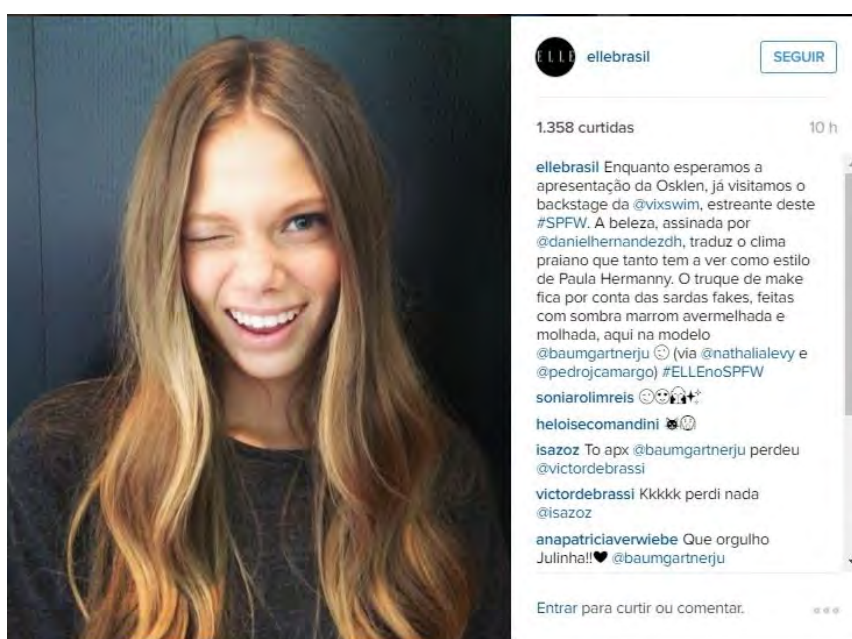 ELLE ellebrasil SEGUIR
1.358 curtidas 10 h
ellebrasil Enquanto esperamos a
apresentação da Osklen, já visitamos o
backstage da @vixswim, estreante deste
#SPFW. A beleza, assinada por
@danielhernandezdh, traduz o clima
praiano que tanto tem a ver como estilo
de Paula Hermanny. O truque de make
fica por conta das sardas fakes, feitas
com sombra marrom avermelhada e
molhada, aqui na modelo
@baumgartnerju (via @nathalialevy e
@pedrojcamargo) #ELLEnoSPFW
soniarolimreis
heloisecomandini
isazoz To apx @baumgartnerju perdeu
@victordebrassi
victordebrassi Kkkkk perdi nada
@isazoz
anapatriciaverwiebe Que orgulho
Julinha!!♥ @baumgartnerju
Entrar para curtir ou comentar.